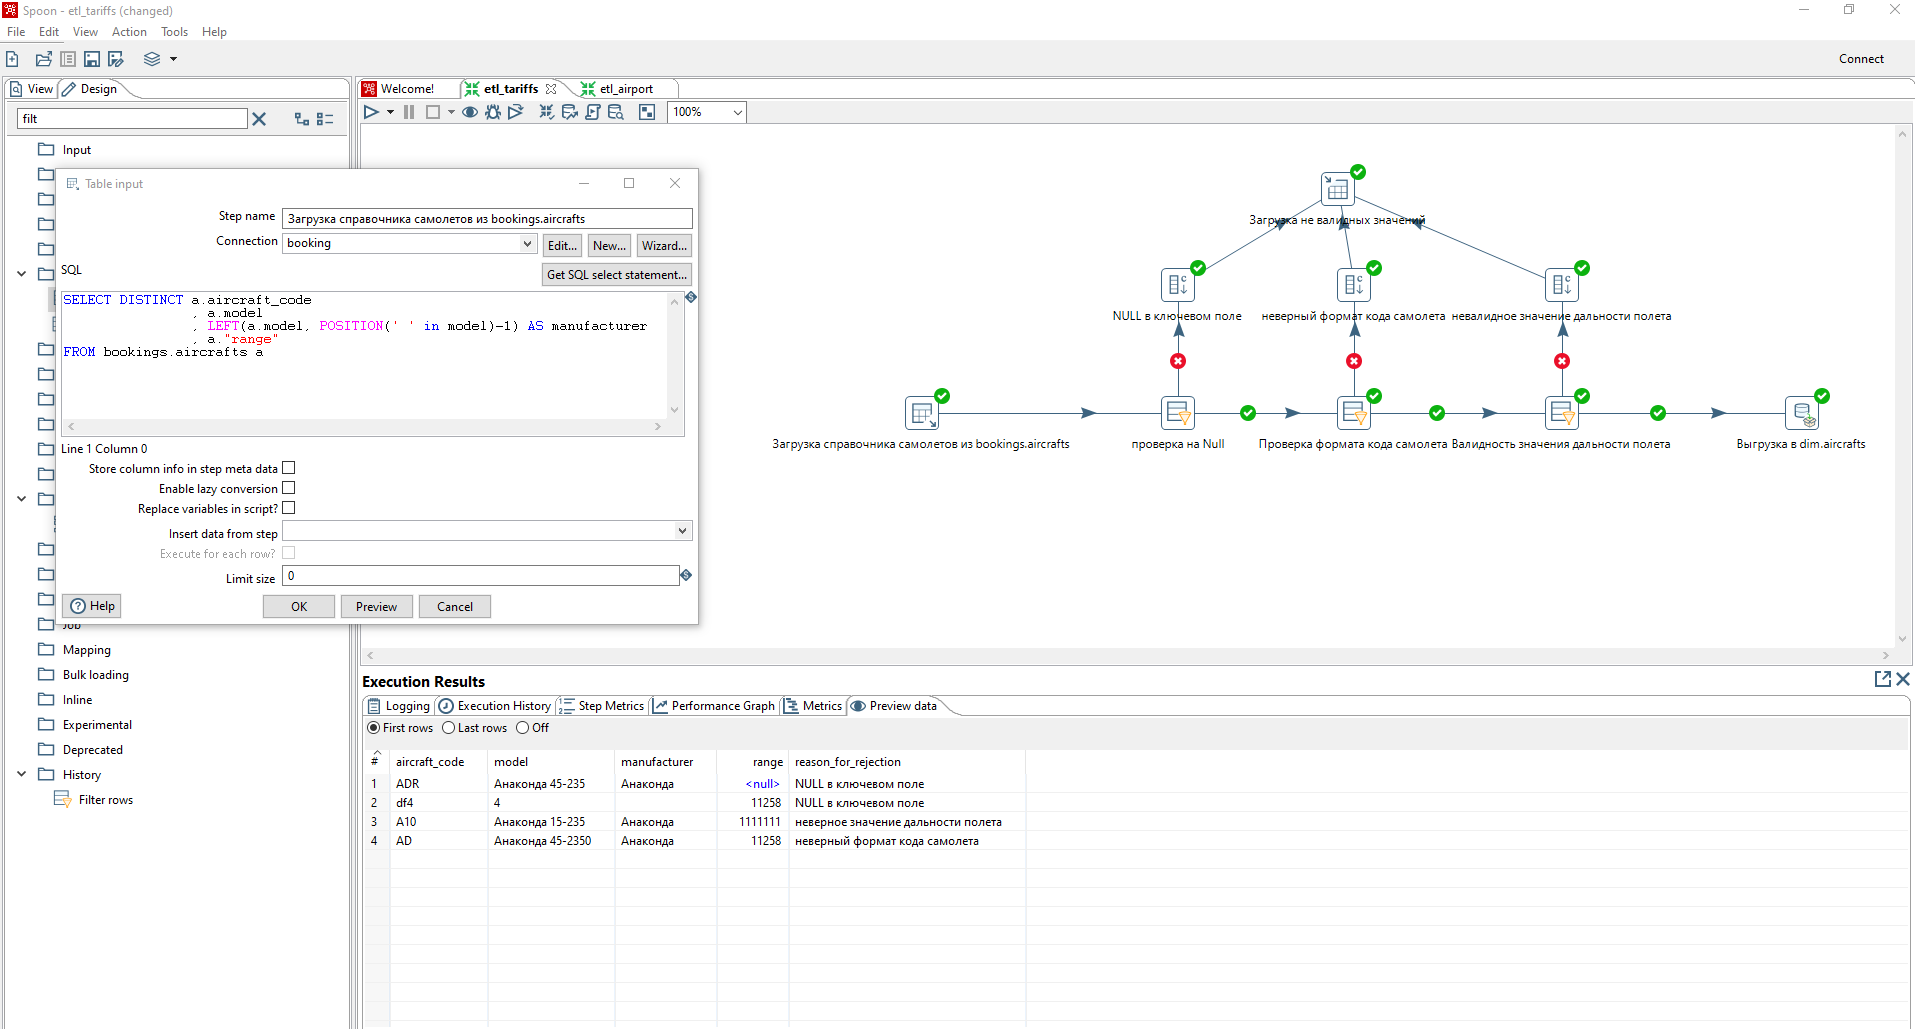 Spoon - etl_tariffs (changed)
File Edit View Action Tools Help
Connect
View Design
Welcome! etl_tariffs etl_airport
filt
100%
Input
Table input
Step name Загрузка справочника самолетов из bookings.aircrafts
Connection booking Edit... New... Wizard...
SQL Get SQL select statement...
SELECT DISTINCT a.aircraft_code
, a.model
, LEFT(a.model, POSITION(' ' in model)-1) AS manufacturer
, a."range"
FROM bookings.aircrafts a
Line 1 Column 0
Store column info in step meta data
Enable lazy conversion
Replace variables in script?
Insert data from step
Execute for each row?
Limit size 0
Help OK Preview Cancel
Job
Mapping
Bulk loading
Inline
Experimental
Deprecated
History
Filter rows
Загрузка не валидных значений
NULL в ключевом поле неверный формат кода самолета невалидное значение дальности полета
Загрузка справочника самолетов из bookings.aircrafts проверка на Null Проверка формата кода самолета Валидность значения дальности полета Выгрузка в dim.aircrafts
Execution Results
Logging Execution History Step Metrics Performance Graph Metrics Preview data
First rows Last rows Off
# aircraft_code model manufacturer range reason_for_rejection
1 ADR Анаконда 45-235 Анаконда <null> NULL в ключевом поле
2 df4 4 11258 NULL в ключевом поле
3 A10 Анаконда 15-235 Анаконда 1111111 неверное значение дальности полета
4 AD Анаконда 45-2350 Анаконда 11258 неверный формат кода самолета